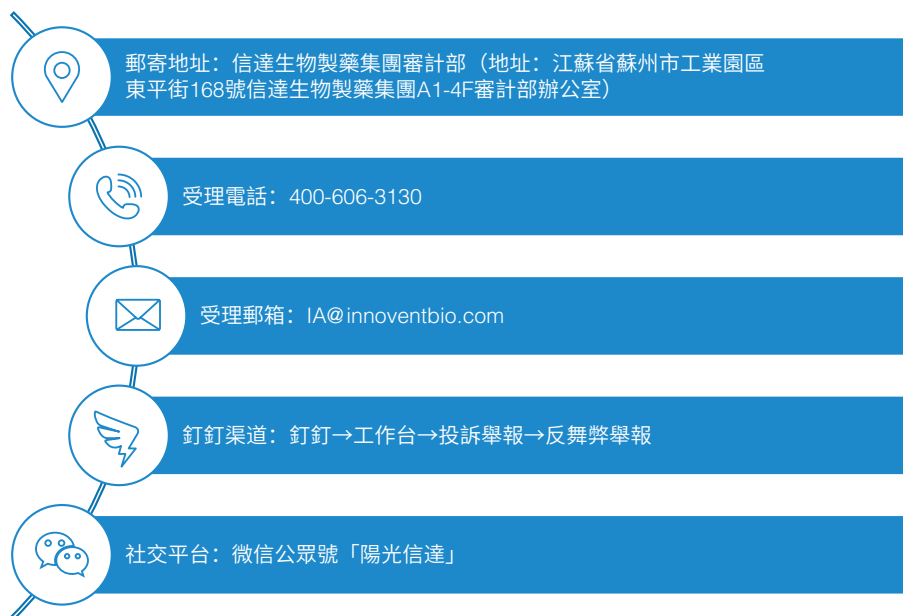 郵寄地址：信達生物製藥集團審計部（地址：江蘇省蘇州市工業園區
東平街168號信達生物製藥集團A1-4F審計部辦公室）
受理電話：400-606-3130
受理郵箱：IA@innoventbio.com
釘釘渠道：釘釘→工作台→投訴舉報→反舞弊舉報
社交平台：微信公眾號「陽光信達」